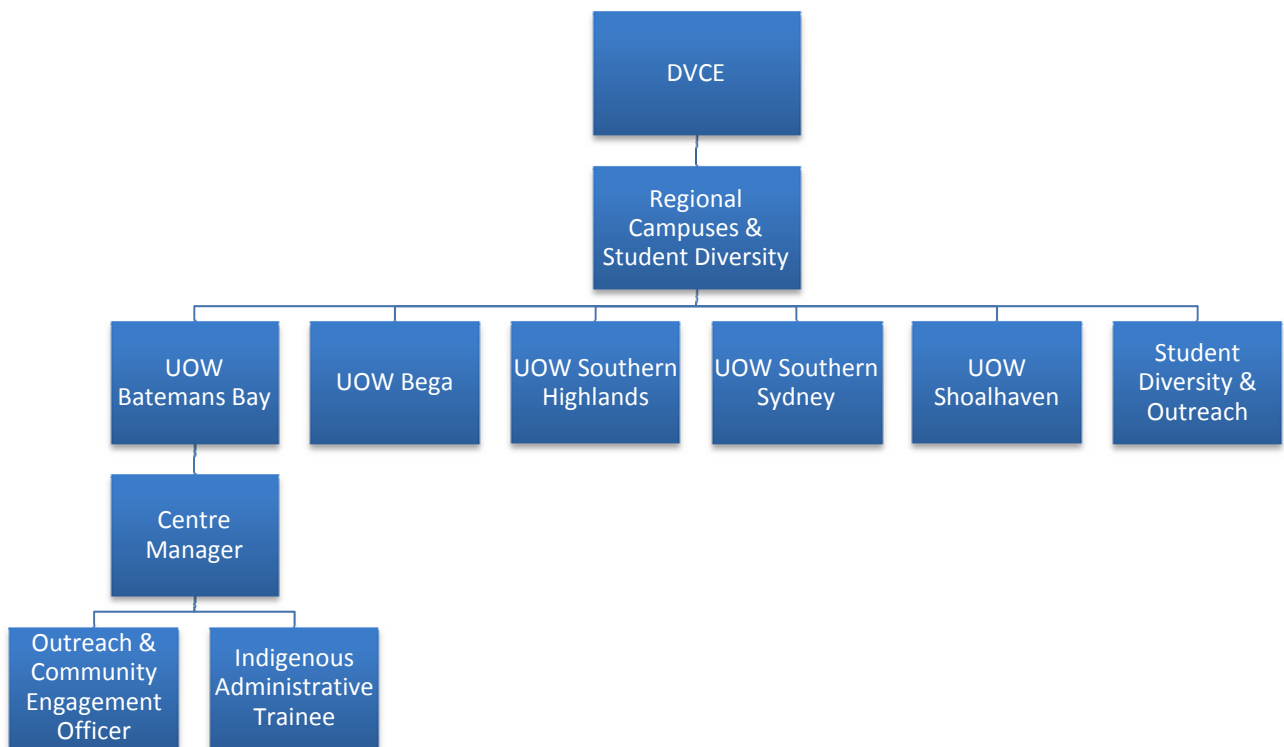 DVCE
Regional
Campuses &
Student Diversity
UOW
Batemans Bay
UOW Bega
UOW Southern
Highlands
UOW Southern
Sydney
UOW
Shoalhaven
Student
Diversity &
Outreach
Centre
Manager
Outreach &
Community
Engagement
Officer
Indigenous
Administrative
Trainee